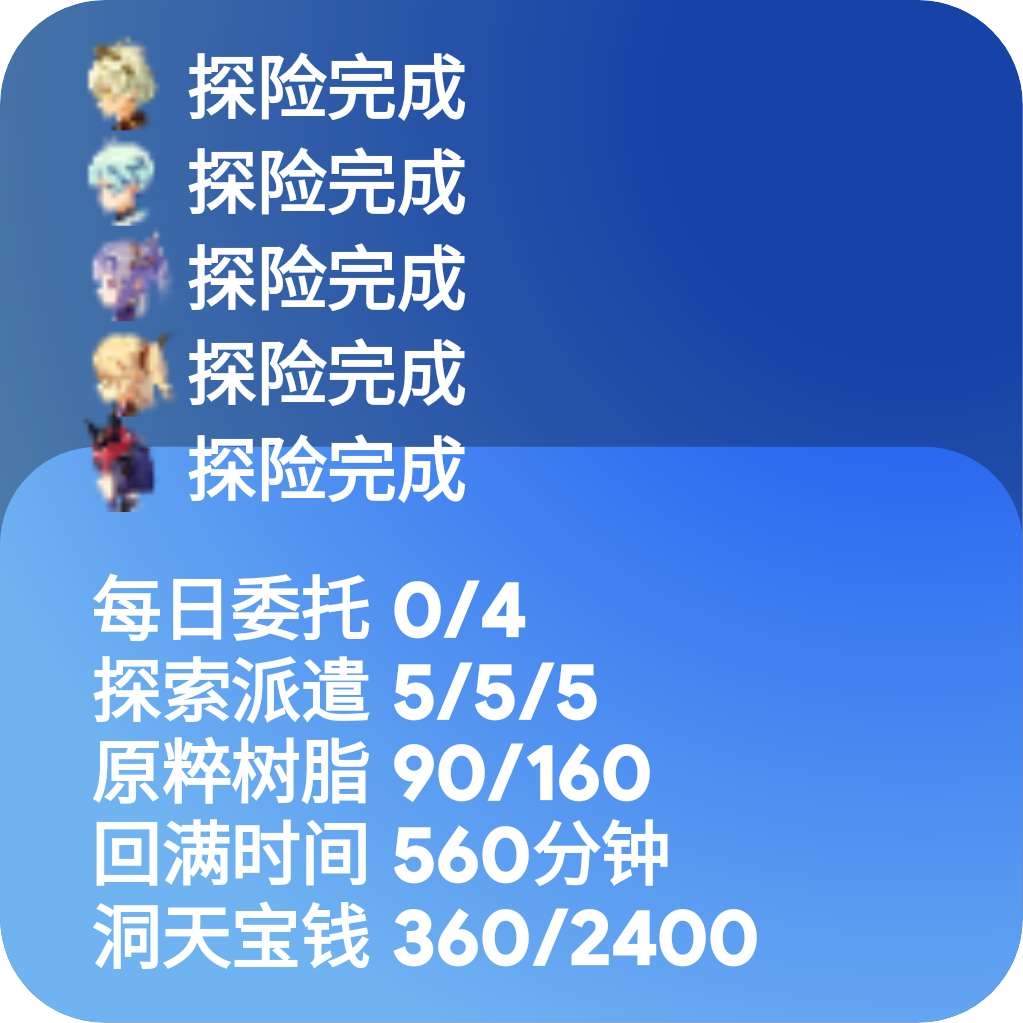 探险完成
探险完成
探险完成
探险完成
探险完成
每日委托 0/4
探索派遣 5/5/5
原粹树脂 90/160
回满时间 560分钟
洞天宝钱 360/2400